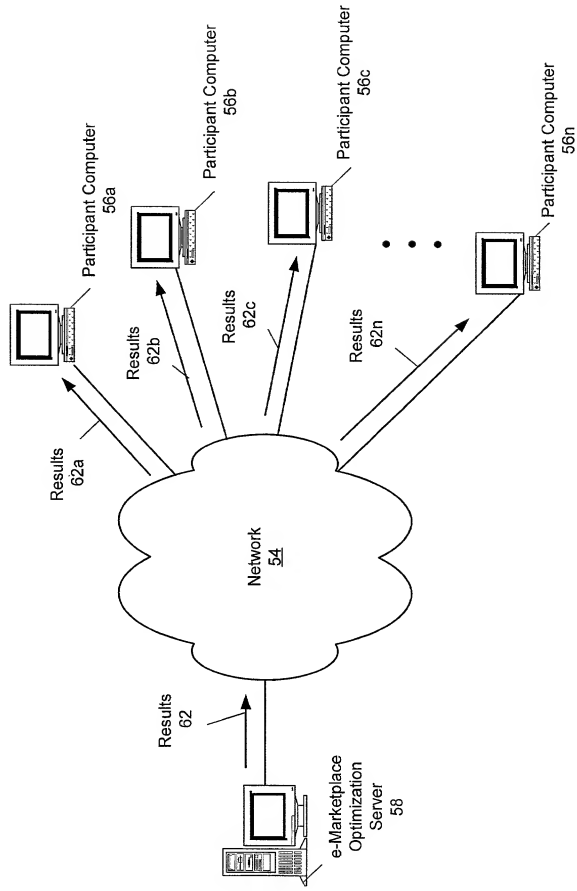 Participant Computer
56a
Participant Computer
56b
Participant Computer
56c
Participant Computer
56n
Results
62a
Results
62b
Results
62c
Results
62n
Network
54
Results
62
e-Marketplace
Optimization
Server
58